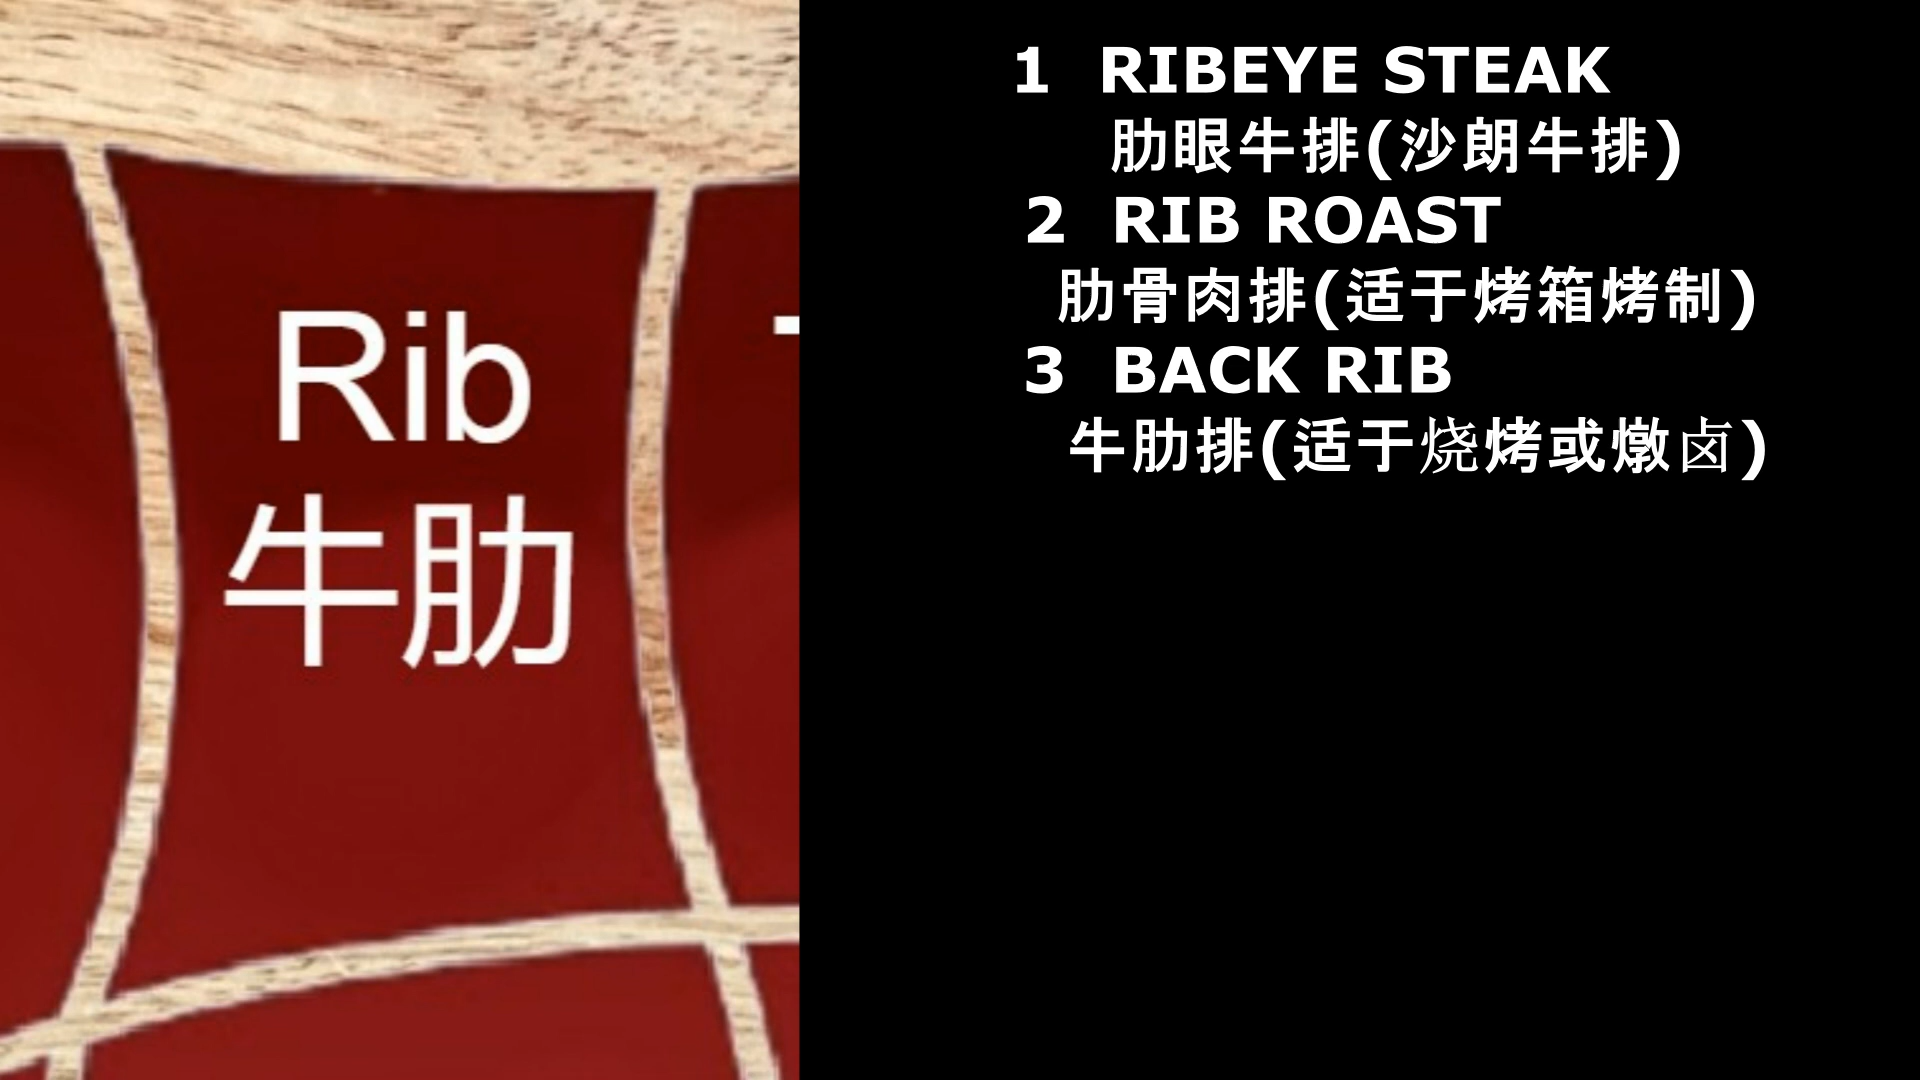 Rib
牛肋
1 RIBEYE STEAK
肋眼牛排(沙朗牛排)
2 RIB ROAST
肋骨肉排(适于烤箱烤制)
3 BACK RIB
牛肋排(适于烧烤或燉卤)